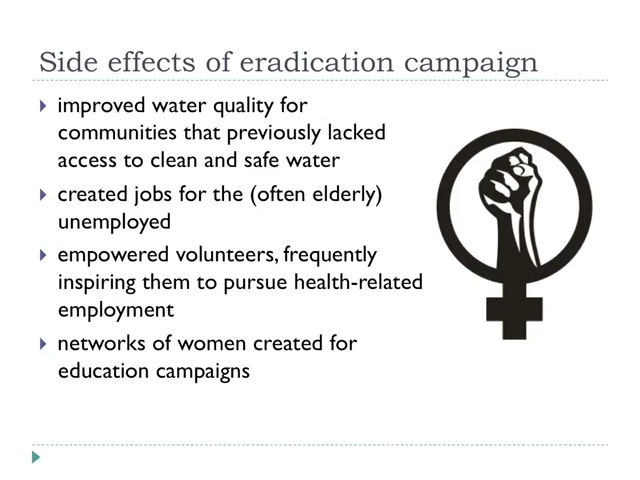 Side effects of eradication campaign
improved water quality for
communities that previously lacked
access to clean and safe water
created jobs for the (often elderly)
unemployed
empowered volunteers, frequently
inspiring them to pursue health-related
employment
networks of women created for
education campaigns